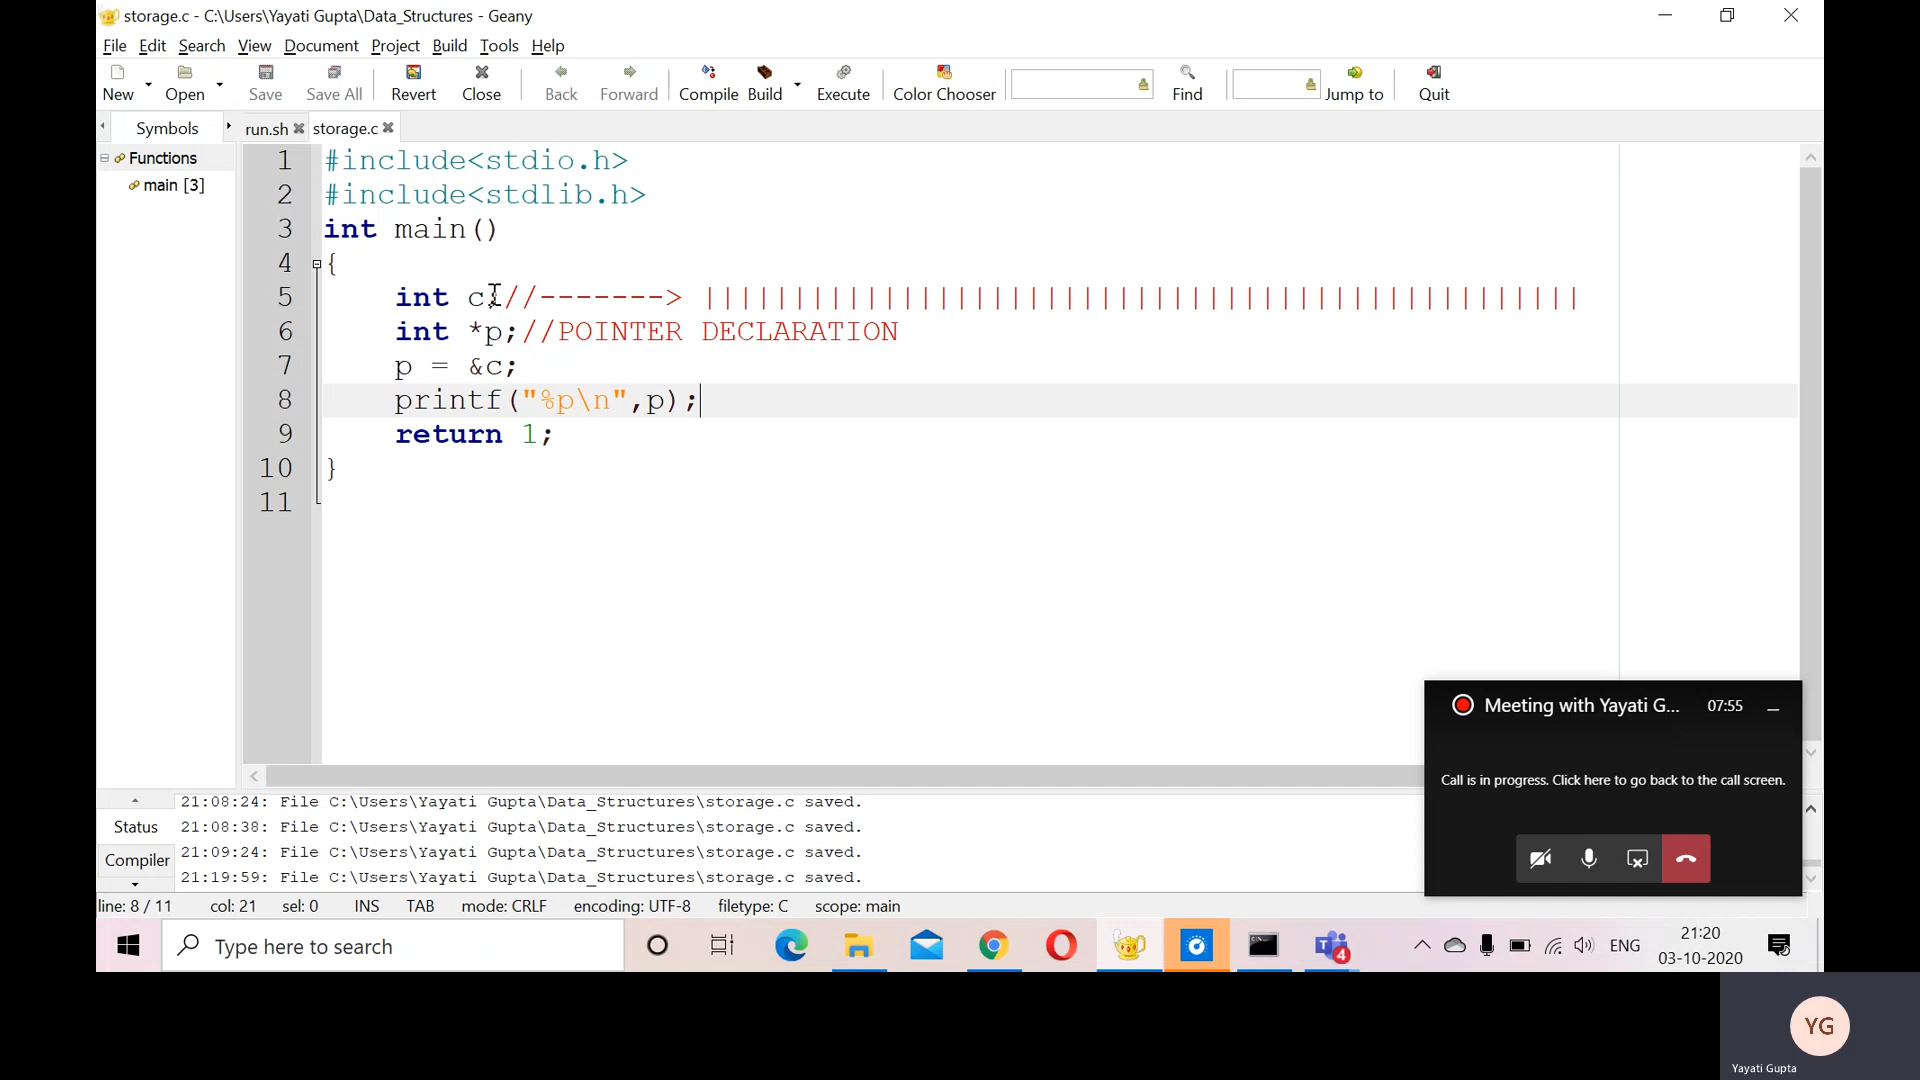 storage.c - C:\Users\Yayati Gupta\Data_Structures - Geany
File Edit Search View Document Project Build Tools Help
New Open Save Save All Revert Close Back Forward Compile Build Execute Color Chooser Find Jump to Quit
Symbols run.sh storage.c
Functions
main [3]
1 #include<stdio.h>
2 #include<stdlib.h>
3 int main()
4 {
5 int c;//-------> |||||||||||||||||||||||||||||||||||||||||||||||||
6 int *p;//POINTER DECLARATION
7 p = &c;
8 printf("%p\n",p);
9 return 1;
10 }
11
Meeting with Yayati G... 07:55
Call is in progress. Click here to go back to the call screen.
Status
Compiler
21:08:24: File C:\Users\Yayati Gupta\Data_Structures\storage.c saved.
21:08:38: File C:\Users\Yayati Gupta\Data_Structures\storage.c saved.
21:09:24: File C:\Users\Yayati Gupta\Data_Structures\storage.c saved.
21:19:59: File C:\Users\Yayati Gupta\Data_Structures\storage.c saved.
line: 8 / 11 col: 21 sel: 0 INS TAB mode: CRLF encoding: UTF-8 filetype: C scope: main
Type here to search
4
ENG
21:20
03-10-2020
YG
Yayati Gupta